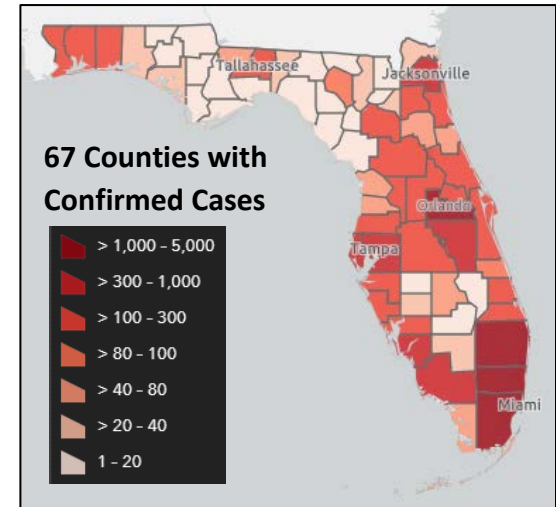 Tallahassee
Jacksonville
67 Counties with
Confirmed Cases
Orlando
> 1,000 - 5,000
Tampa
> 300 - 1,000
> 100 - 300
> 80 - 100
> 40 - 80
Miami
> 20 - 40
1 - 20